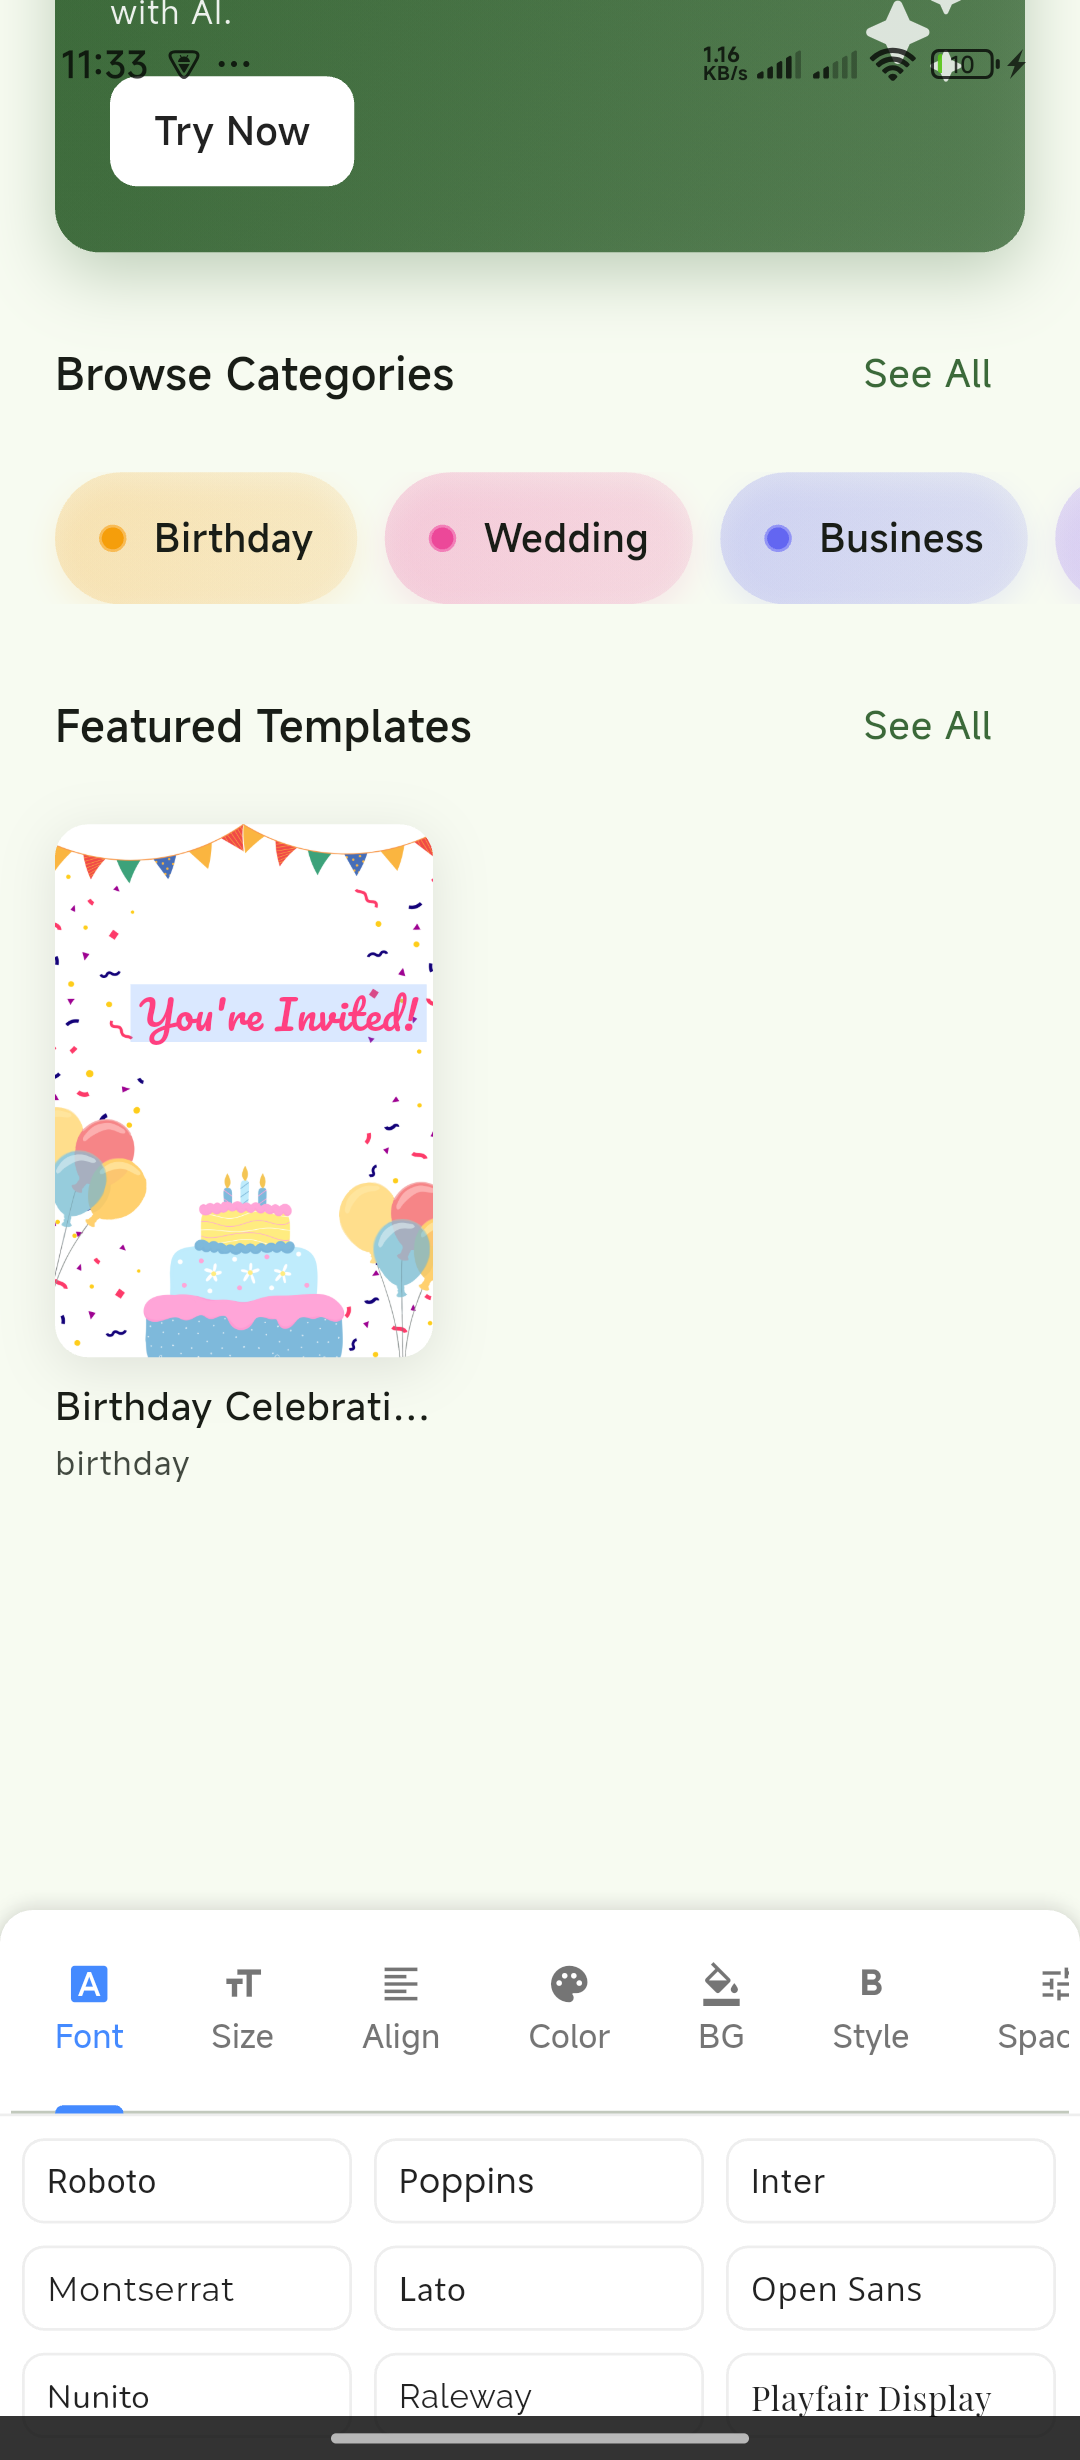 with AI.
11:33 ... 1.16 KB/s 10
Try Now
Browse Categories See All
Birthday Wedding Business
Featured Templates See All
You're Invited!
Birthday Celebrati...
birthday
A
Font Size Align Color BG Style Spac
B
Roboto Poppins Inter
Montserrat Lato Open Sans
Nunito Raleway Playfair Display